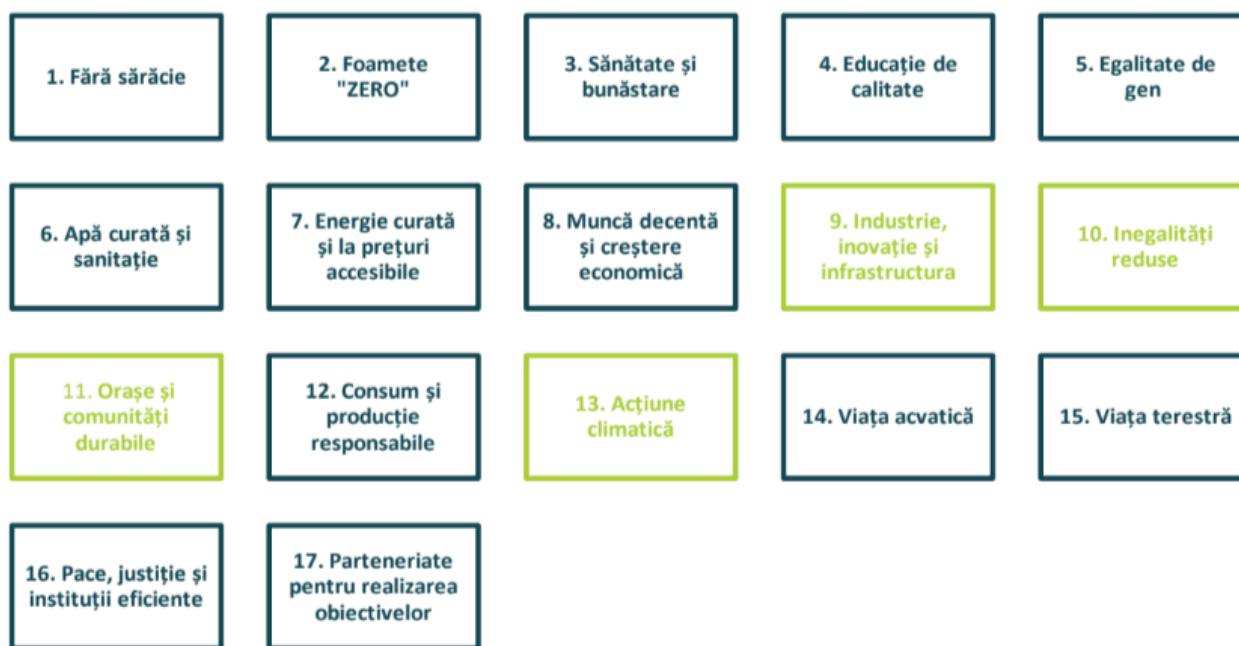 1. Fără sărăcie
2. Foamete
"ZERO"
3. Sănătate și
bunăstare
4. Educație de
calitate
5. Egalitate de
gen
6. Apă curată și
sanitație
7. Energie curată
și la prețuri
accesibile
8. Muncă decentă
și creștere
economică
9. Industrie,
inovație și
infrastructura
10. Inegalități
reduse
11. Orașe și
comunități
durabile
12. Consum și
producție
responsabile
13. Acțiune
climatică
14. Viața acvatică
15. Viața terestră
16. Pace, justiție și
instituții eficiente
17. Parteneriate
pentru realizarea
obiectivelor